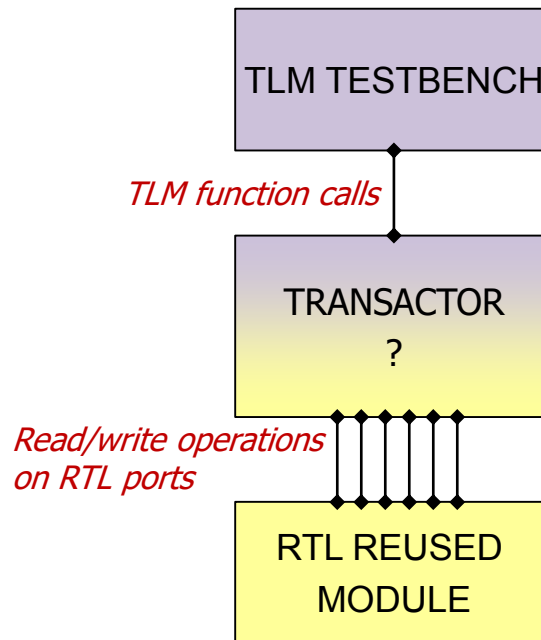 TLM TESTBENCH
TLM function calls
TRANSACTOR
?
Read/write operations
on RTL ports
RTL REUSED
MODULE